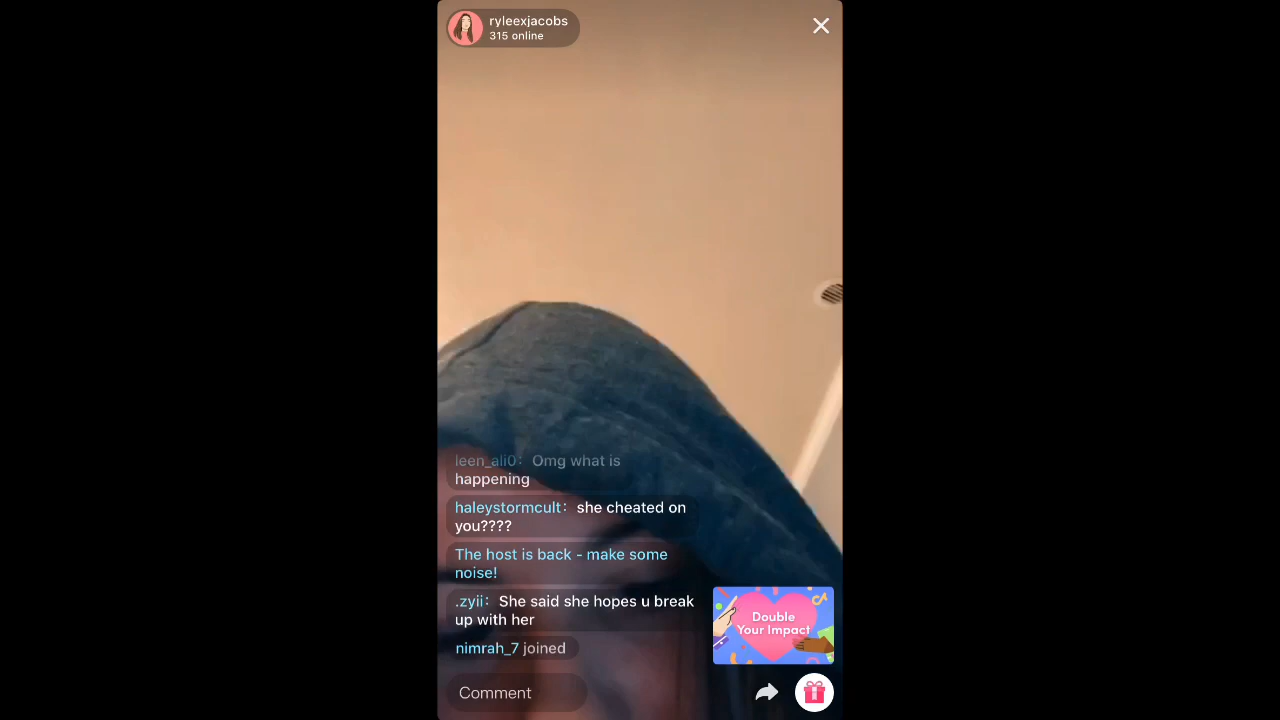 ryleexjacobs
315 online
leen_ali0: Omg what is
happening
haleystormcult: she cheated on
you????
The host is back - make some
noise!
.zyii: She said she hopes u break
up with her
nimrah_7 joined
Double
Your Impact
Comment